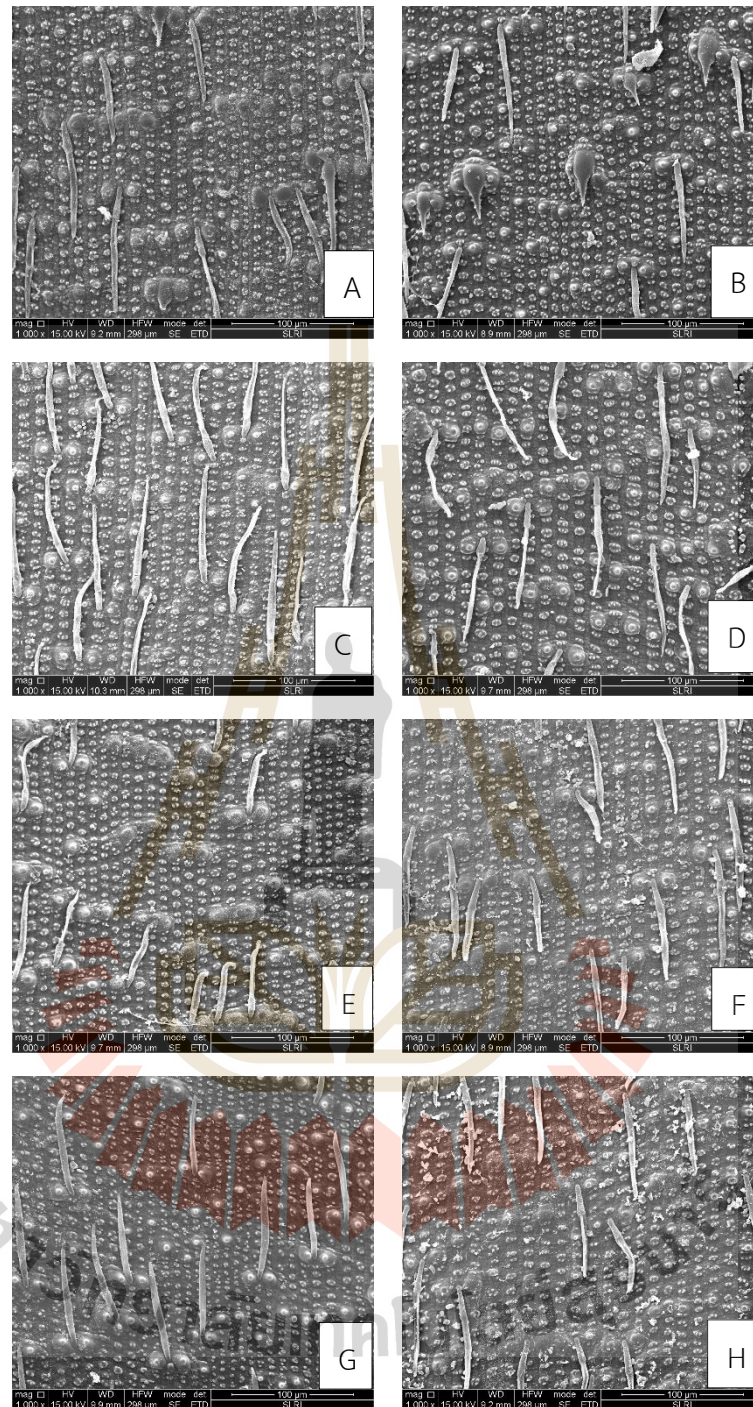 A
mag HV WD HFW mode det 100 µm
1 000 x 15.00 kV 9.2 mm 298 µm SE ETD SLRI
B
mag HV WD HFW mode det 100 µm
1 000 x 15.00 kV 8.9 mm 298 µm SE ETD SLRI
C
mag HV WD HFW mode det 100 µm
1 000 x 15.00 kV 10.3 mm 298 µm SE ETD SLRI
D
mag HV WD HFW mode det 100 µm
1 000 x 15.00 kV 9.7 mm 298 µm SE ETD SLRI
E
mag HV WD HFW mode det 100 µm
1 000 x 15.00 kV 9.7 mm 298 µm SE ETD SLRI
F
mag HV WD HFW mode det 100 µm
1 000 x 15.00 kV 8.9 mm 298 µm SE ETD SLRI
G
mag HV WD HFW mode det 100 µm
1 000 x 15.00 kV 9.9 mm 298 µm SE ETD SLRI
H
mag HV WD HFW mode det 100 µm
1 000 x 15.00 kV 9.2 mm 298 µm SE ETD SLRI